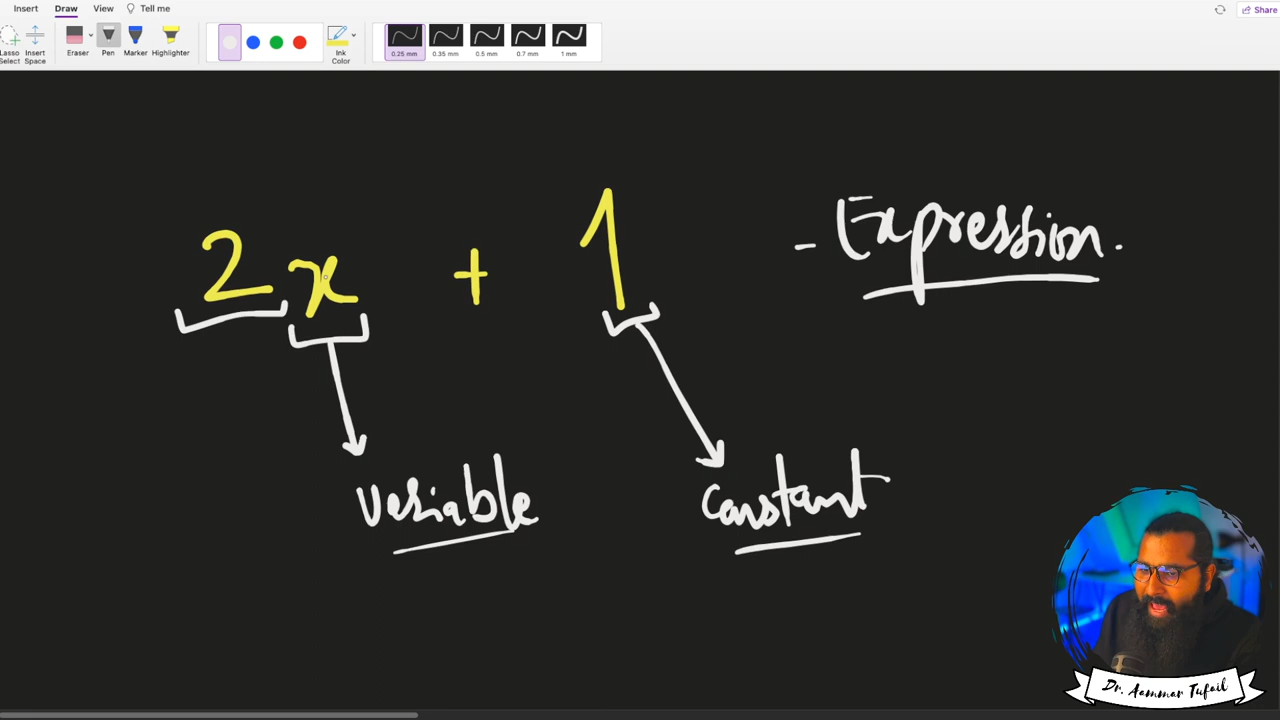 Insert Draw View Tell me
Share
Lasso Select
Insert Space
Eraser
Pen
Marker
Highlighter
Ink Color
0.25 mm
0.35 mm
0.5 mm
0.7 mm
1 mm
2x + 1 - Expression.
variable constant
Dr. Aammar Tufail